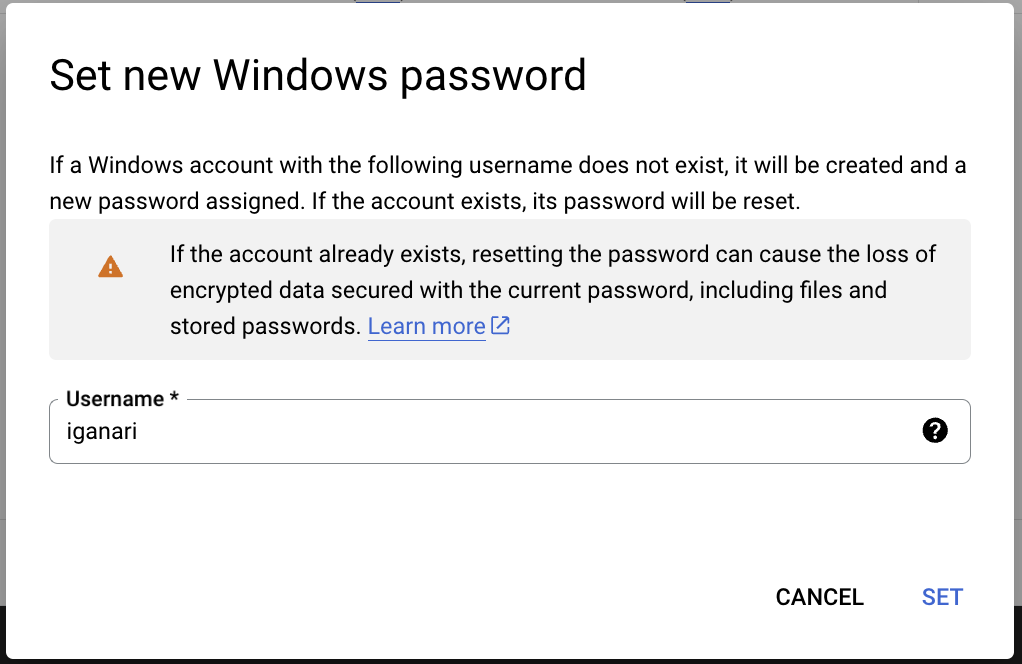 Set new Windows password
If a Windows account with the following username does not exist, it will be created and a
new password assigned. If the account exists, its password will be reset.
If the account already exists, resetting the password can cause the loss of
encrypted data secured with the current password, including files and
stored passwords. Learn more
Username *
iganari
CANCEL SET